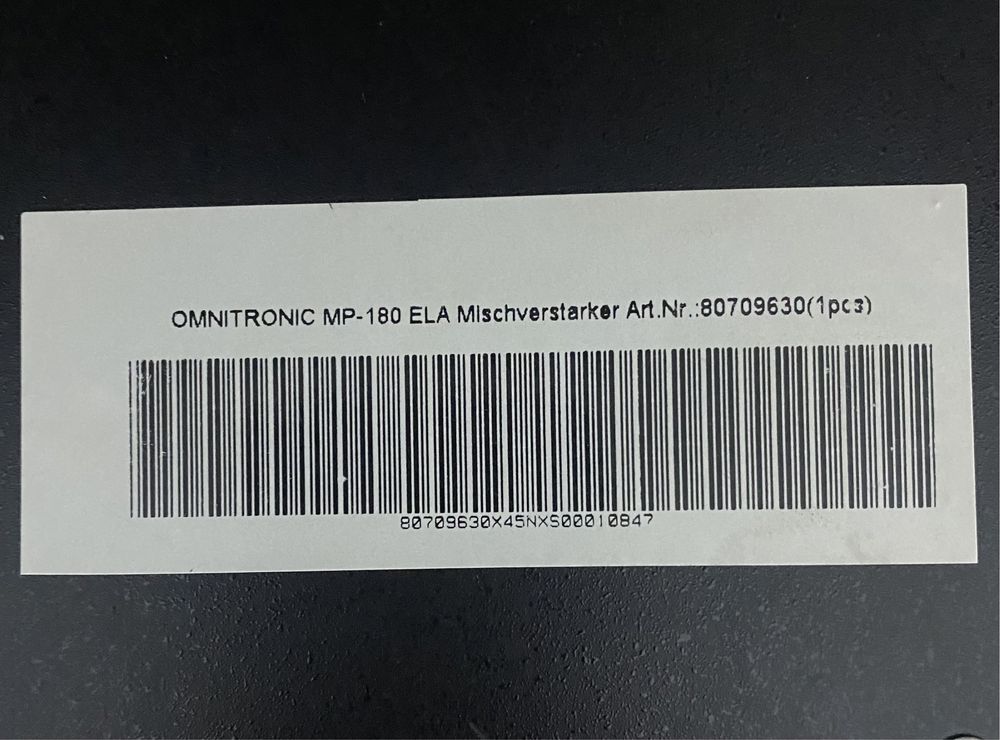 OMNITRONIC MP-180 ELA Mischverstarker Art.Nr.:80709630(1pcs)
80709630X45NXS00010847